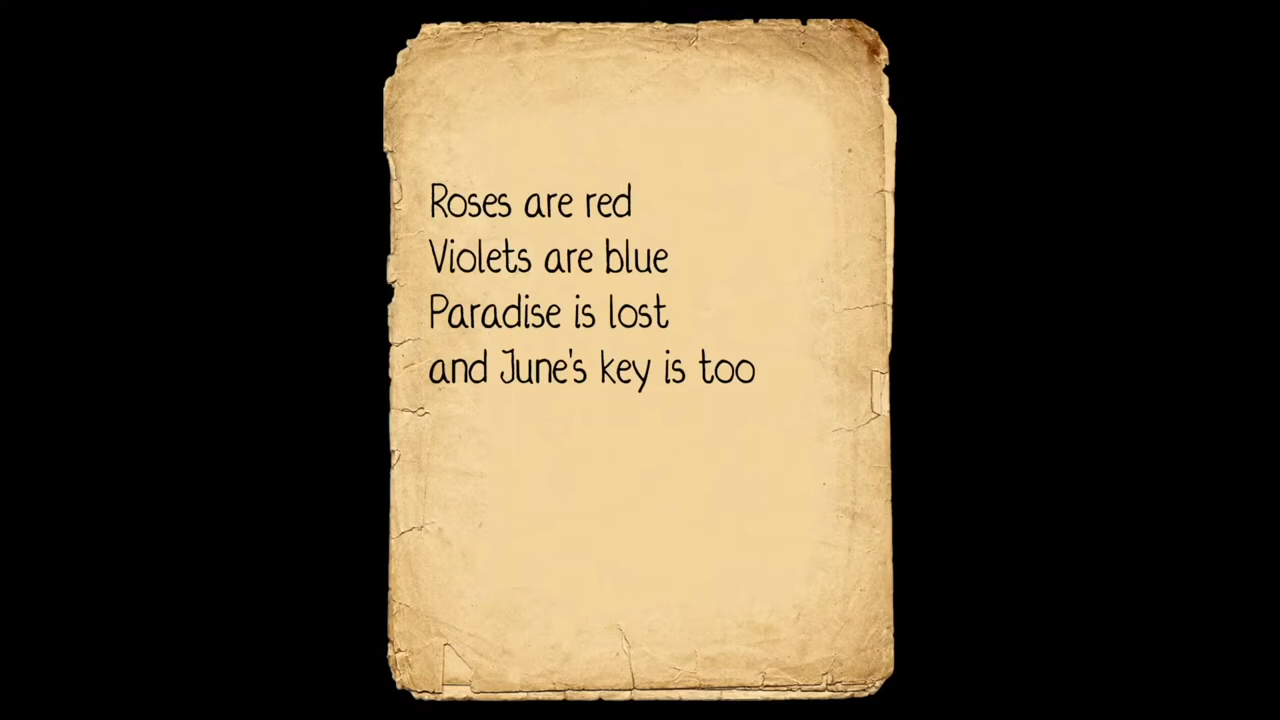 Roses are red
Violets are blue
Paradise is lost
and June's key is too